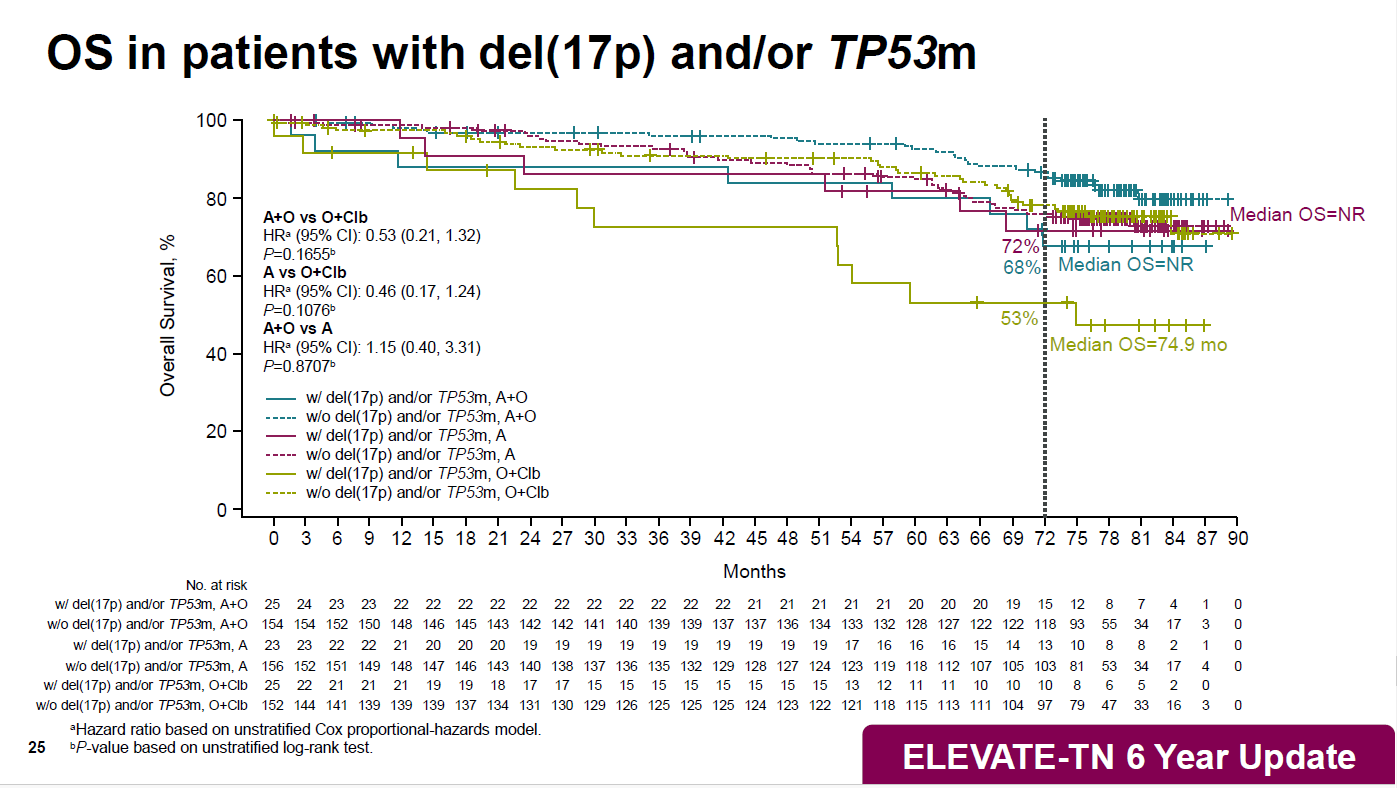 OS in patients with del(17p) and/or TP53m
100
80
60
40
20
0
Overall Survival, %
A+O vs O+Clb
HRᵃ (95% CI): 0.53 (0.21, 1.32)
P=0.1655ᵇ
A vs O+Clb
HRᵃ (95% CI): 0.46 (0.17, 1.24)
P=0.1076ᵇ
A+O vs A
HRᵃ (95% CI): 1.15 (0.40, 3.31)
P=0.8707ᵇ
w/ del(17p) and/or TP53m, A+O
w/o del(17p) and/or TP53m, A+O
w/ del(17p) and/or TP53m, A
w/o del(17p) and/or TP53m, A
w/ del(17p) and/or TP53m, O+Clb
w/o del(17p) and/or TP53m, O+Clb
Median OS=NR
72%
68%
Median OS=NR
53%
Median OS=74.9 mo
0 3 6 9 12 15 18 21 24 27 30 33 36 39 42 45 48 51 54 57 60 63 66 69 72 75 78 81 84 87 90
Months
No. at risk
w/ del(17p) and/or TP53m, A+O 25 24 23 23 22 22 22 22 22 22 22 22 22 22 22 21 21 21 21 21 20 20 20 19 15 12 8 7 4 1 0
w/o del(17p) and/or TP53m, A+O 154 154 152 150 148 146 145 143 142 142 141 140 139 139 137 137 136 134 133 132 128 127 122 122 118 93 55 34 17 3 0
w/ del(17p) and/or TP53m, A 23 23 22 22 21 20 20 20 19 19 19 19 19 19 19 19 19 19 17 16 16 16 15 14 13 10 8 8 2 1 0
w/o del(17p) and/or TP53m, A 156 152 151 149 148 147 146 143 140 138 137 136 135 132 129 128 127 124 123 119 118 112 107 105 103 81 53 34 17 4 0
w/ del(17p) and/or TP53m, O+Clb 25 22 21 21 21 19 19 18 17 17 15 15 15 15 15 15 15 15 13 12 11 11 10 10 10 8 6 5 2 0
w/o del(17p) and/or TP53m, O+Clb 152 144 141 139 139 139 137 134 131 130 129 126 125 125 125 124 123 122 121 118 115 113 111 104 97 79 47 33 16 3 0
ᵃHazard ratio based on unstratified Cox proportional-hazards model.
25 ᵇP-value based on unstratified log-rank test.
ELEVATE-TN 6 Year Update